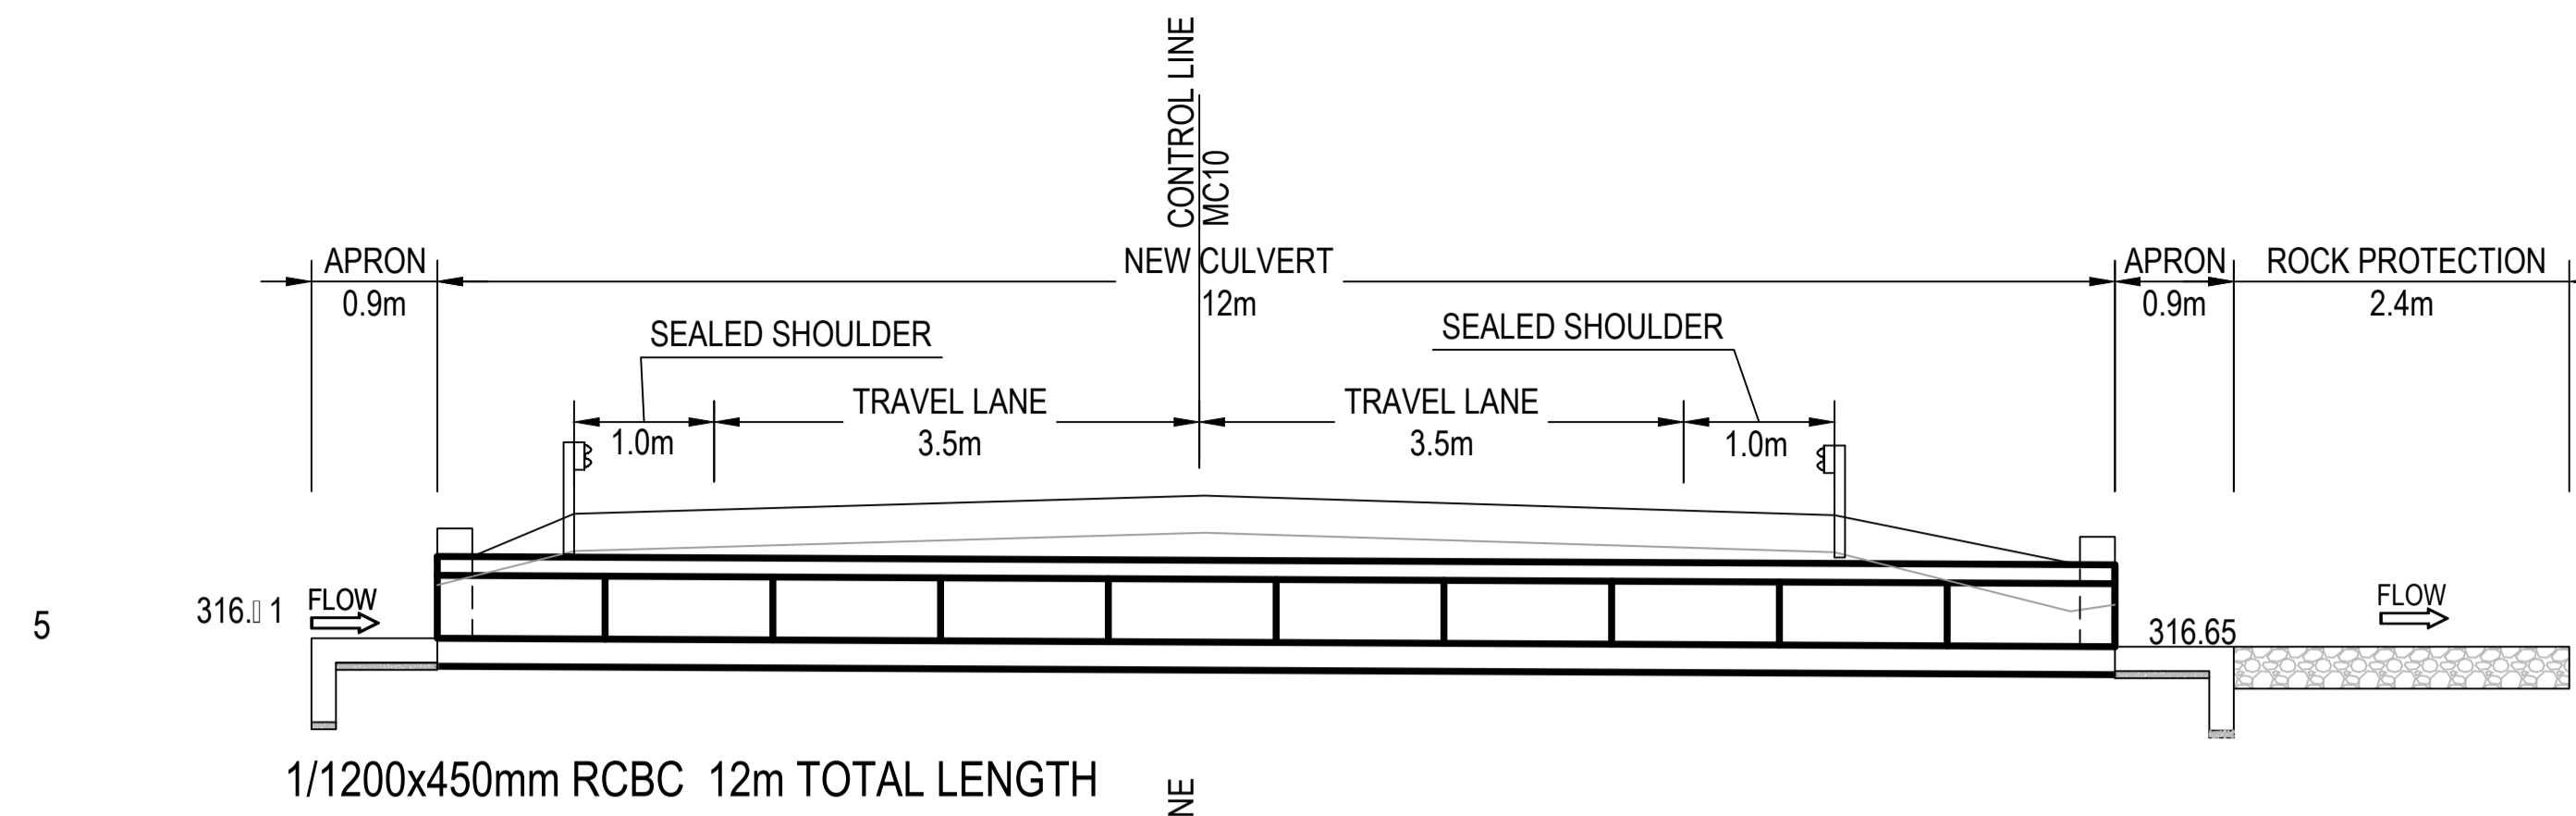 CONTROL LINE
MC10
APRON
0.9m
NEW CULVERT
12m
APRON
0.9m
ROCK PROTECTION
2.4m
SEALED SHOULDER
SEALED SHOULDER
1.0m
TRAVEL LANE
3.5m
TRAVEL LANE
3.5m
1.0m
5
FLOW
FLOW
316.65
1/1200x450mm RCBC 12m TOTAL LENGTH
NE